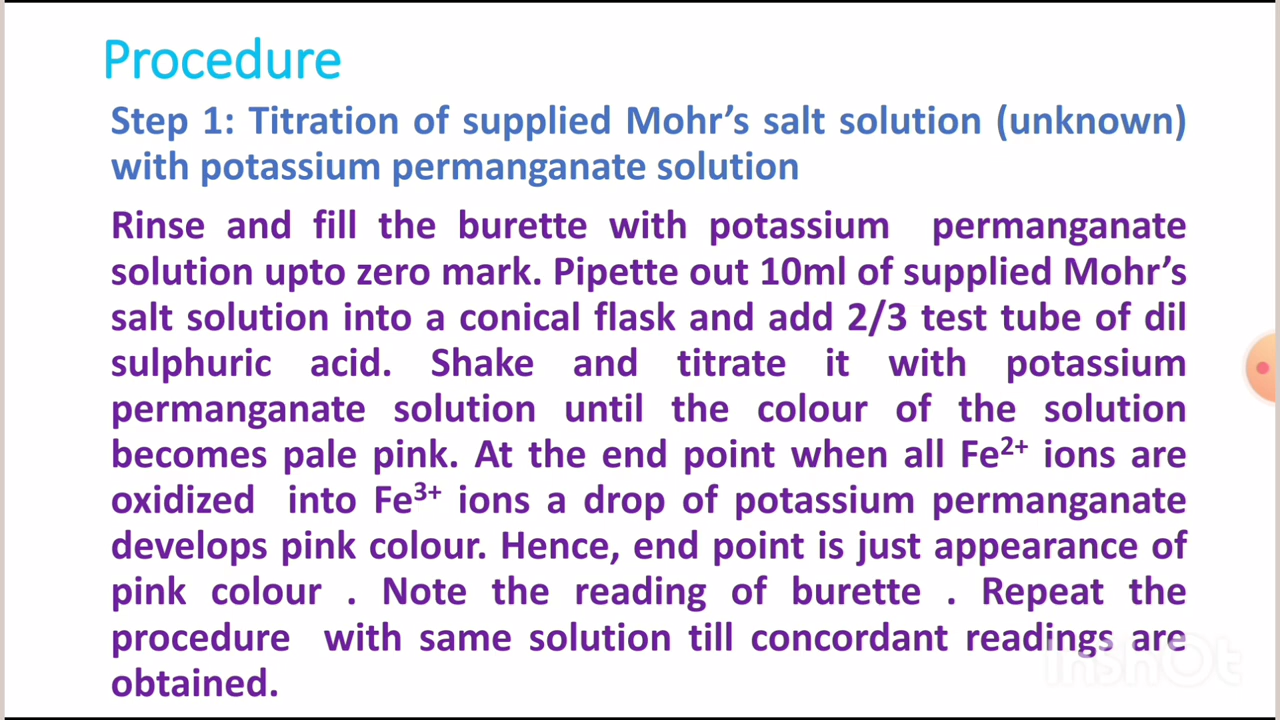 Procedure
Step 1: Titration of supplied Mohr’s salt solution (unknown)
with potassium permanganate solution
Rinse and fill the burette with potassium permanganate
solution upto zero mark. Pipette out 10ml of supplied Mohr’s
salt solution into a conical flask and add 2/3 test tube of dil
sulphuric acid. Shake and titrate it with potassium
permanganate solution until the colour of the solution
becomes pale pink. At the end point when all Fe²⁺ ions are
oxidized into Fe³⁺ ions a drop of potassium permanganate
develops pink colour. Hence, end point is just appearance of
pink colour . Note the reading of burette . Repeat the
procedure with same solution till concordant readings are
obtained.
InShOt